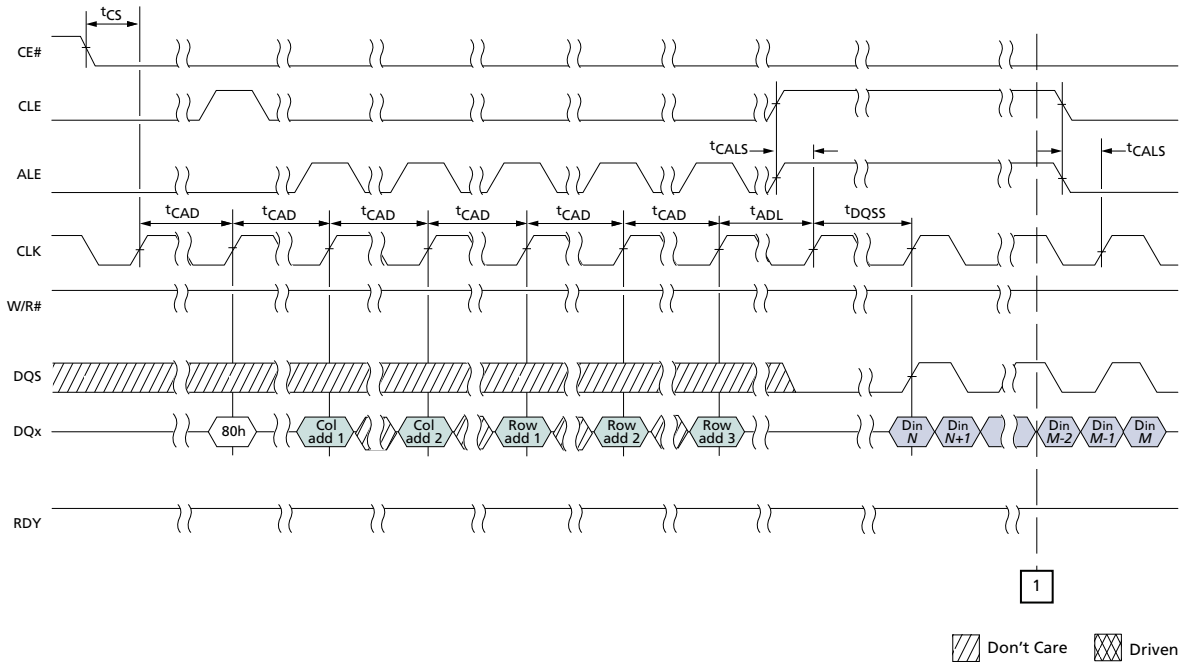 tCS
CE#
CLE
tCALS
tCALS
ALE
tCAD
tCAD
tCAD
tCAD
tCAD
tCAD
tADL
tDQSS
CLK
W/R#
DQS
DQx
80h
Col
add 1
Col
add 2
Row
add 1
Row
add 2
Row
add 3
Din
N
Din
N+1
Din
M-2
Din
M-1
Din
M
RDY
1
Don't Care
Driven